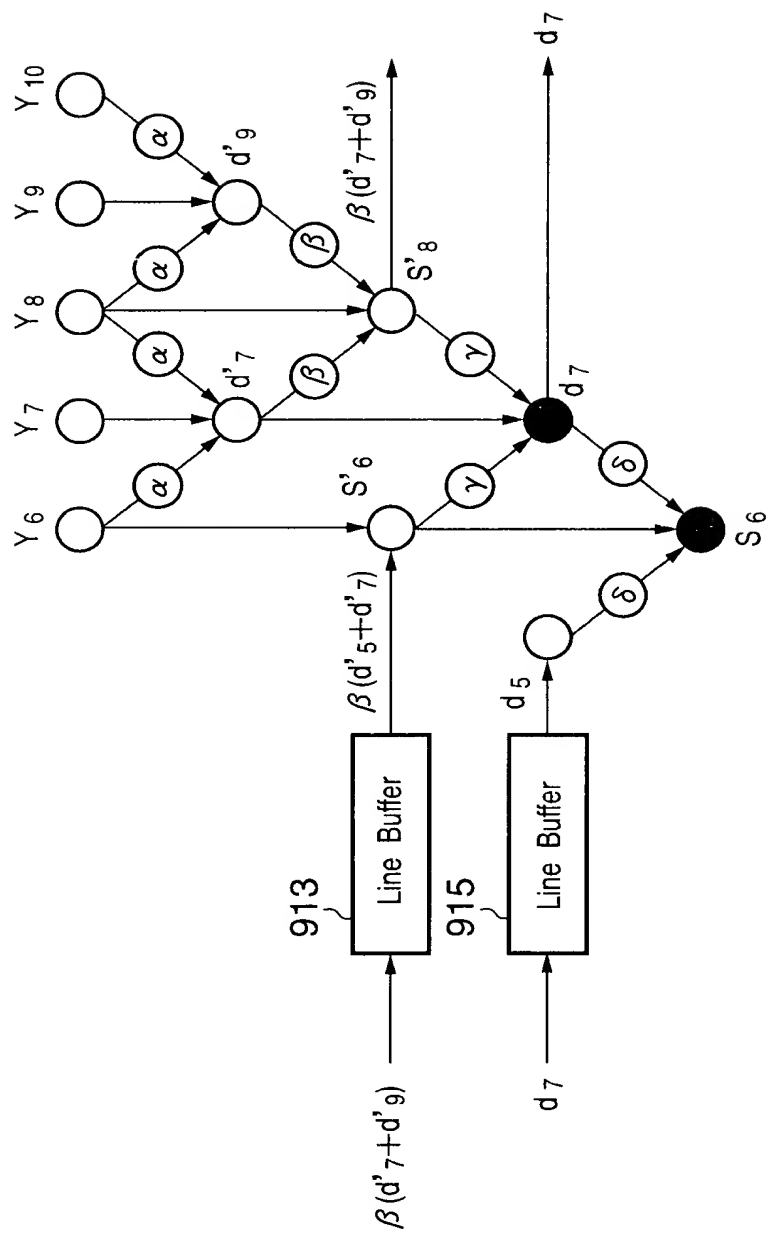 Y6 Y7 Y8 Y9 Y10
α α α α
d'7 d'9
β β
S'6 S'8
β(d'7+d'9)
913
Line Buffer
β(d'5+d'7)
β(d'7+d'9)
γ γ
d7
d7
915
Line Buffer
d7
d5
δ δ
S6